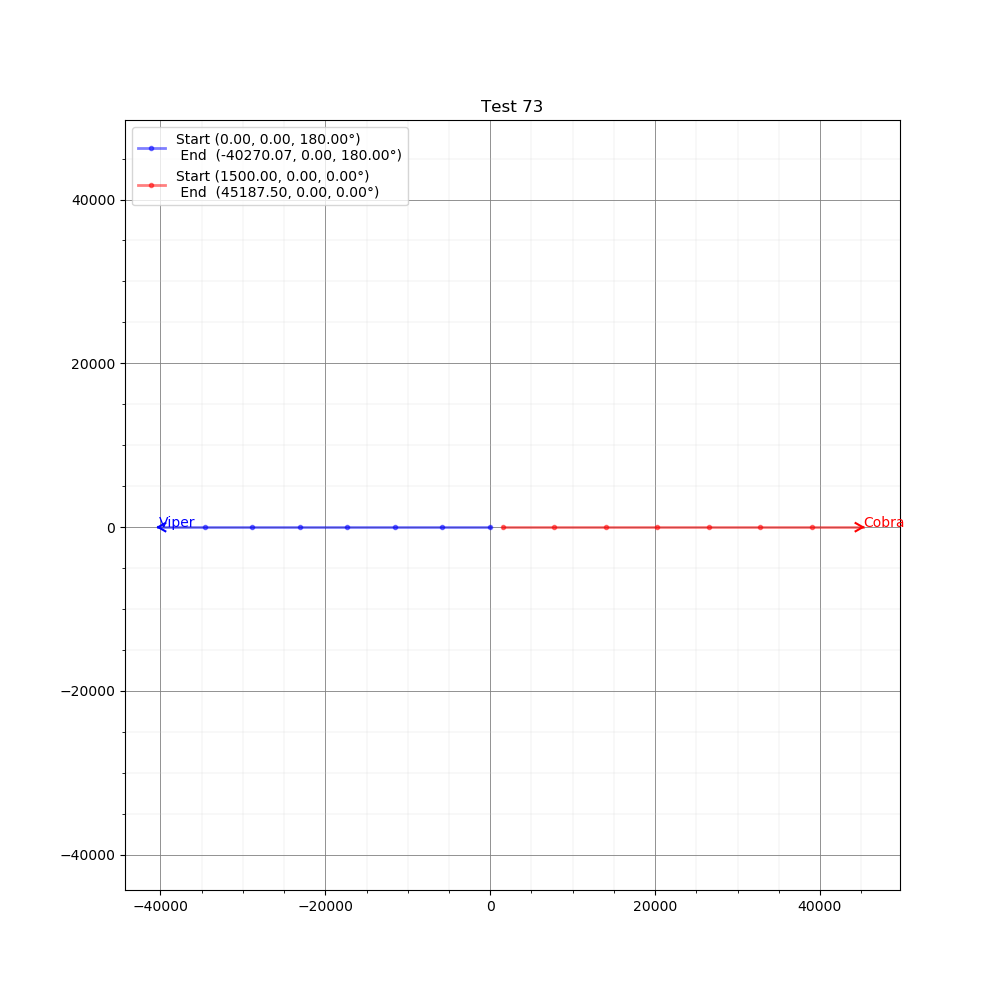 Test 73
Start (0.00, 0.00, 180.00°)
End  (-40270.07, 0.00, 180.00°)
Start (1500.00, 0.00, 0.00°)
End  (45187.50, 0.00, 0.00°)
40000
20000
0
−20000
−40000
Viper
Cobra
−40000
−20000
0
20000
40000